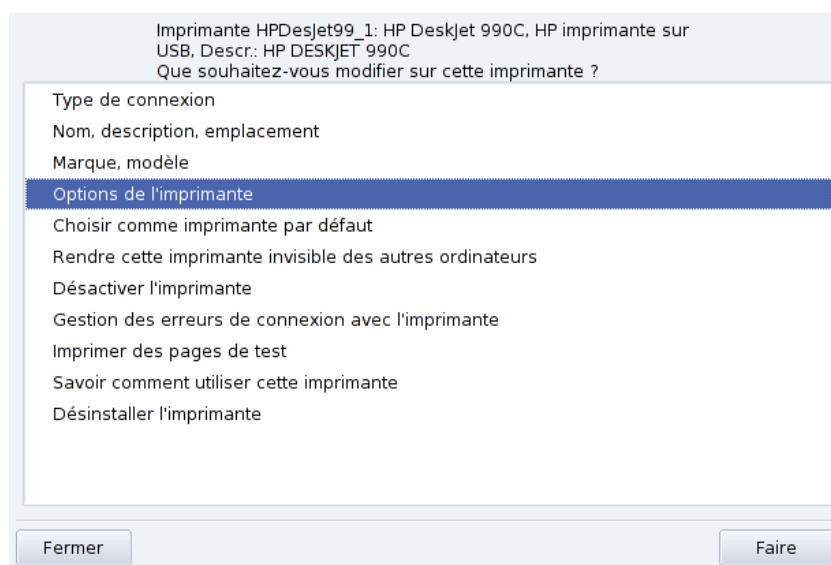 Imprimante HPDesJet99_1: HP DeskJet 990C, HP imprimante sur
USB, Descr.: HP DESKJET 990C
Que souhaitez-vous modifier sur cette imprimante ?
Type de connexion
Nom, description, emplacement
Marque, modèle
Options de l'imprimante
Choisir comme imprimante par défaut
Rendre cette imprimante invisible des autres ordinateurs
Désactiver l'imprimante
Gestion des erreurs de connexion avec l'imprimante
Imprimer des pages de test
Savoir comment utiliser cette imprimante
Désinstaller l'imprimante
Fermer
Faire